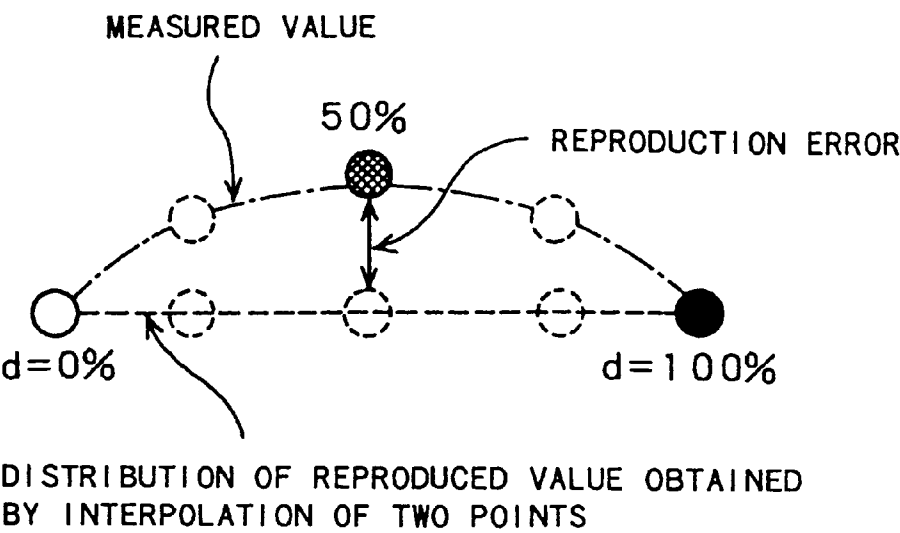 MEASURED VALUE
50%
REPRODUCTION ERROR
d=0%
d=100%
DISTRIBUTION OF REPRODUCED VALUE OBTAINED
BY INTERPOLATION OF TWO POINTS